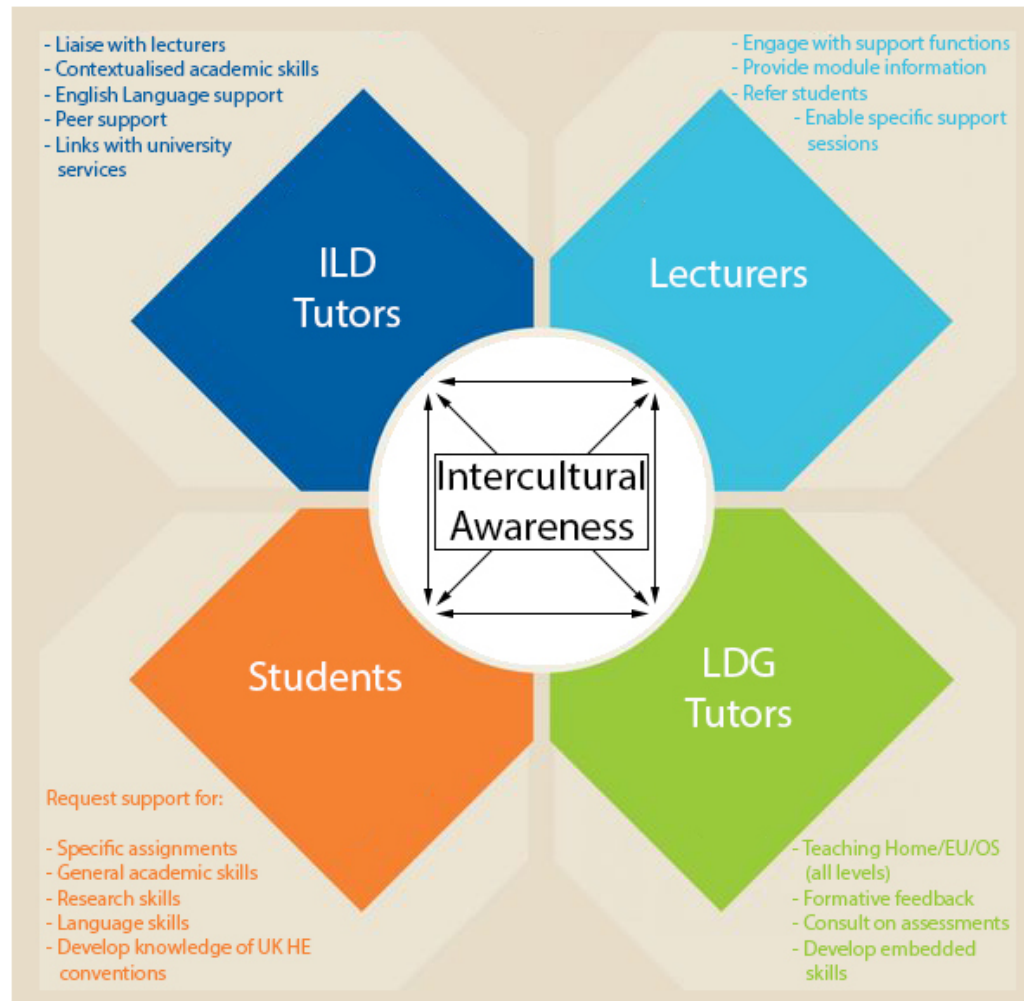 - Liaise with lecturers
- Contextualised academic skills
- English Language support
- Peer support
- Links with university
services
- Engage with support functions
- Provide module information
- Refer students
- Enable specific support
sessions
ILD
Tutors
Lecturers
Intercultural
Awareness
Students
LDG
Tutors
Request support for:
- Specific assignments
- General academic skills
- Research skills
- Language skills
- Develop knowledge of UK HE
conventions
- Teaching Home/EU/OS
(all levels)
- Formative feedback
- Consult on assessments
- Develop embedded
skills